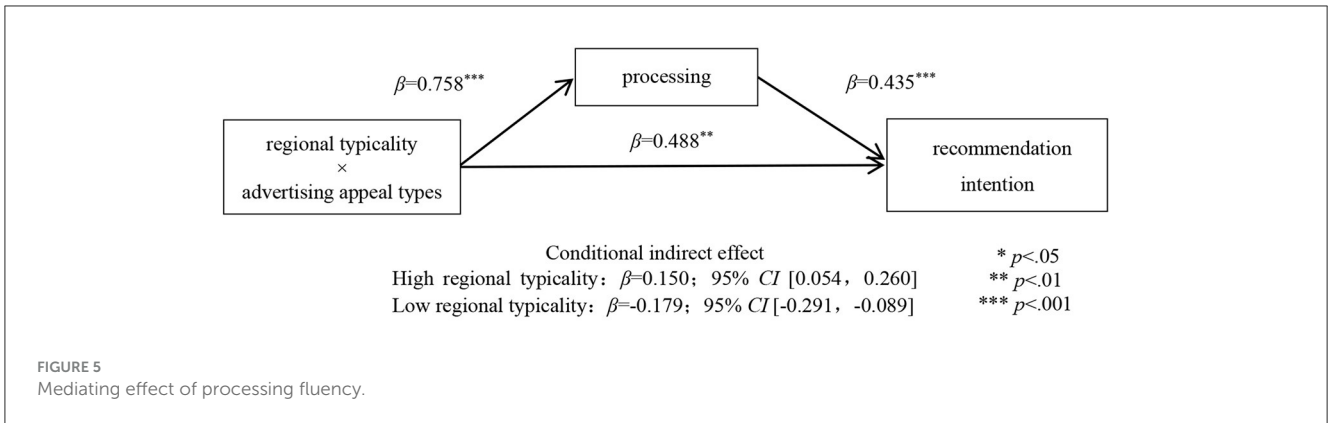 processing
β=0.758***
β=0.435***
β=0.488**
regional typicality
×
advertising appeal types
recommendation
intention
Conditional indirect effect
High regional typicality：β=0.150；95% CI [0.054，0.260]
Low regional typicality：β=-0.179；95% CI [-0.291，-0.089]
* p<.05
** p<.01
*** p<.001
FIGURE 5
Mediating effect of processing fluency.